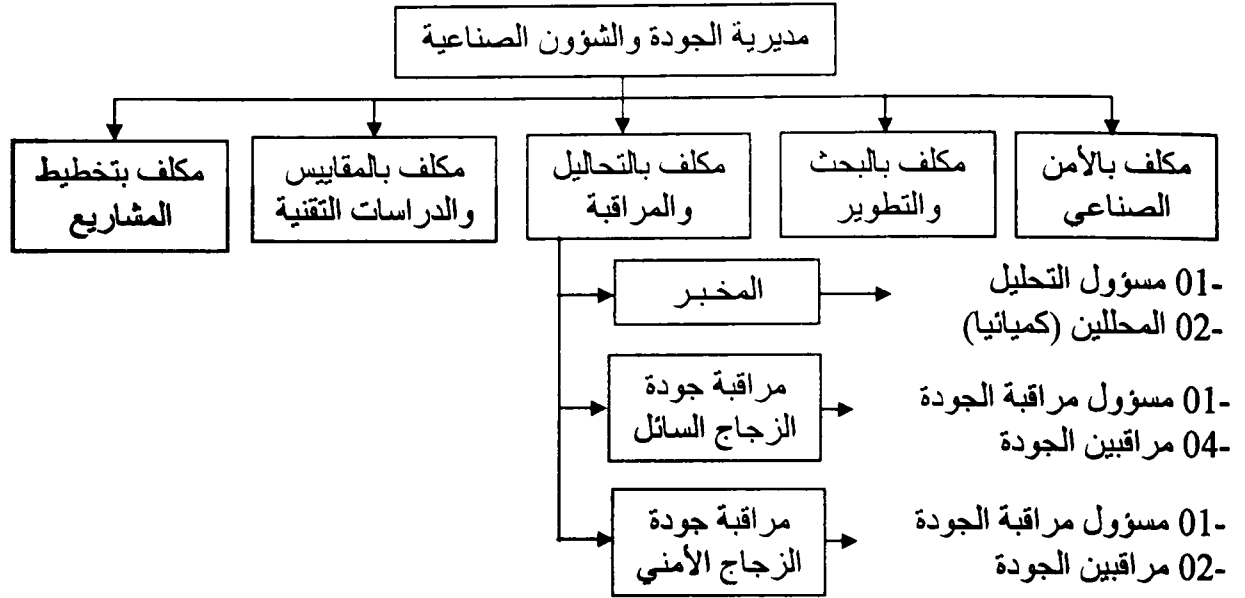 مديرية الجودة والشؤون الصناعية
مكلف بالأمن
الصناعي
مكلف بالبحث
والتطوير
مكلف بالتحاليل
والمراقبة
مكلف بالمقاييس
والدراسات التقنية
مكلف بتخطيط
المشاريع
المخبر
-01 مسؤول التحليل
-02 المحللين (كميائيا)
مراقبة جودة
الزجاج السائل
-01 مسؤول مراقبة الجودة
-04 مراقبين الجودة
مراقبة جودة
الزجاج الأمني
-01 مسؤول مراقبة الجودة
-02 مراقبين الجودة